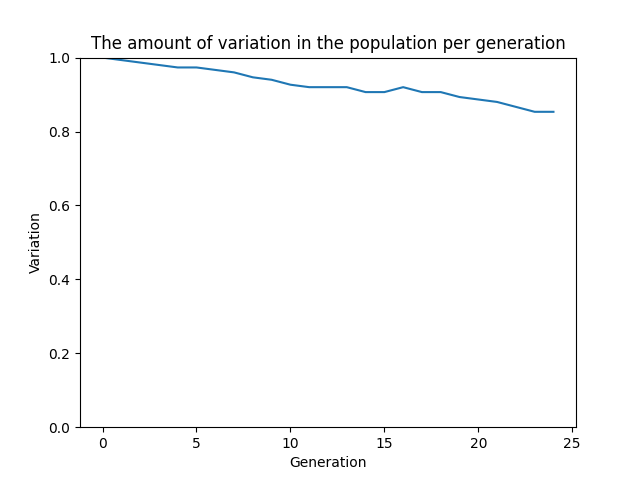 The amount of variation in the population per generation
1.0
0.8
0.6
0.4
0.2
0.0
Variation
0 5 10 15 20 25
Generation